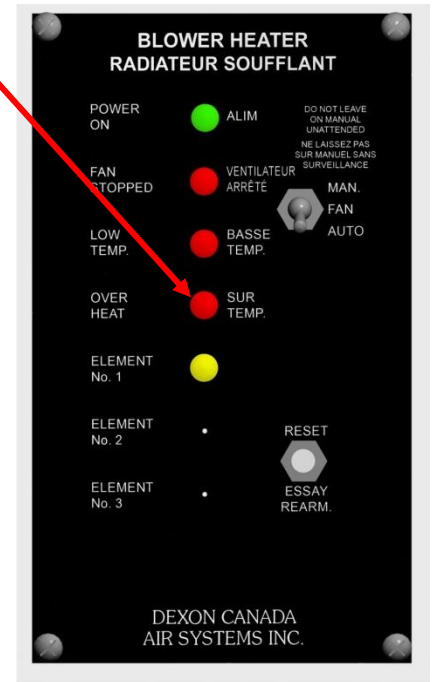 BLOWER HEATER
RADIATEUR SOUFFLANT
POWER
ON
ALIM
DO NOT LEAVE
ON MANUAL
UNATTENDED
NE LAISSEZ PAS
SUR MANUEL SANS
SURVEILLANCE
FAN
STOPPED
VENTILATEUR
ARRÊTÉ
MAN.
FAN
AUTO
LOW
TEMP.
BASSE
TEMP.
OVER
HEAT
SUR
TEMP.
ELEMENT
No. 1
ELEMENT
No. 2
RESET
ELEMENT
No. 3
ESSAY
REARM.
DEXON CANADA
AIR SYSTEMS INC.